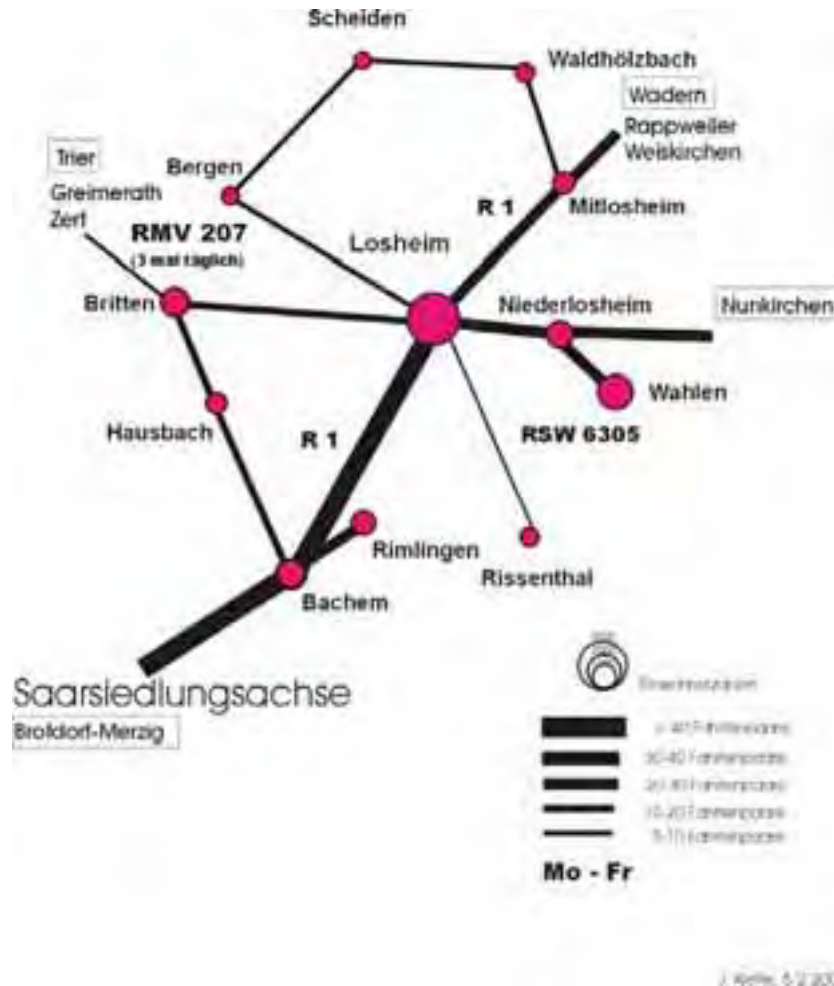 Scheiden
Waldhölzbach
Wadern
Rappweiler
Weiskirchen
Trier
Bergen
Greimerath
Zerf
R 1
Mitlosheim
RMV 207
(3 mal täglich)
Losheim
Britten
Niederlosheim
Nunkirchen
Wahlen
Hausbach
R 1
RSW 6305
Rimlingen
Rissenthal
Bachem
Saarsiedlungsachse
Brotdorf-Merzig
Mo - Fr